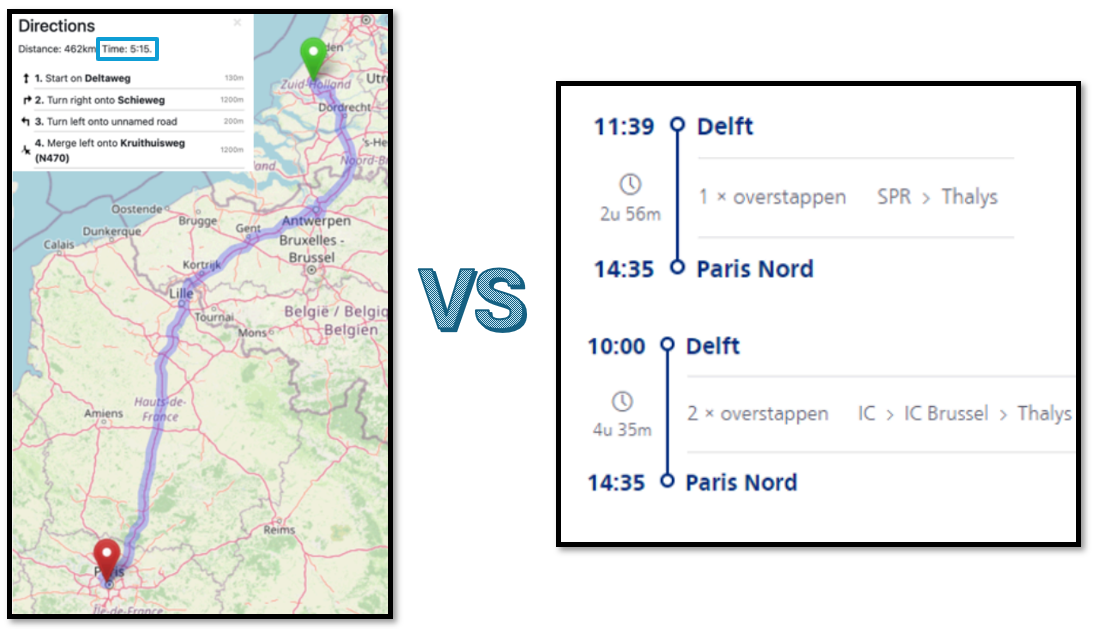 Directions
×
Distance: 462km. Time: 5:15.
1. Start on Deltaweg 130m
2. Turn right onto Schieweg 1200m
3. Turn left onto unnamed road 200m
4. Merge left onto Kruithuisweg (N470) 1200m
Zuid-Holland
Utre
Dordrecht
's-He
Noord-B
Oostende
Brugge
Antwerpen
Dunkerque
Gent
Calais
Bruxelles -
Brussel
Kortrijk
Lille
Tournai
België / Belgiq
Belgien
Mons
Hauts-de-
France
Amiens
Reims
Île-de-France
VS
11:39 Delft
2u 56m
1 × overstappen SPR > Thalys
14:35 Paris Nord
10:00 Delft
4u 35m
2 × overstappen IC > IC Brussel > Thalys
14:35 Paris Nord